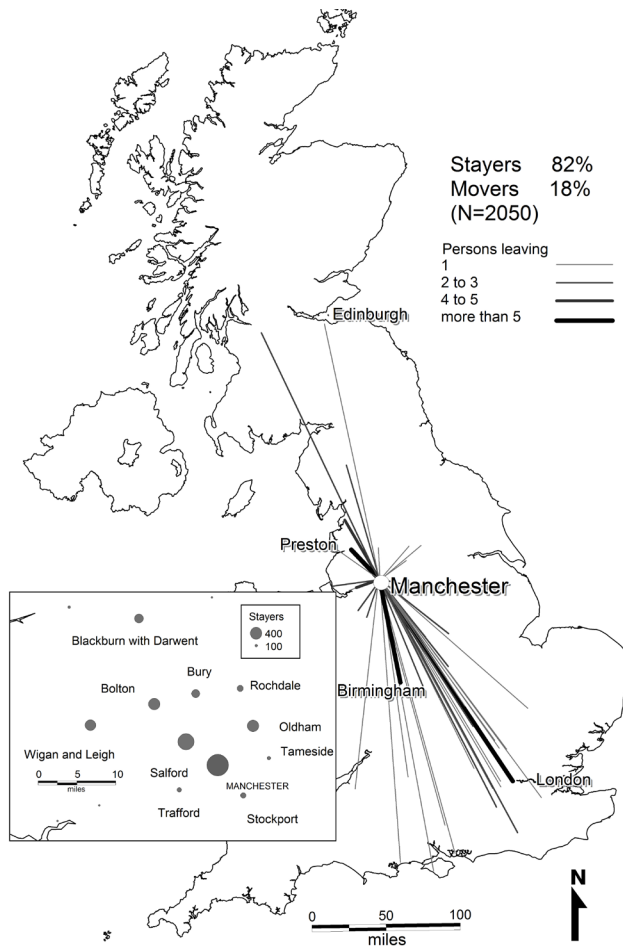 Stayers 82%
Movers 18%
(N=2050)
Persons leaving
1
2 to 3
4 to 5
more than 5
Edinburgh
Preston
Manchester
Birmingham
London
Stayers
400
100
Blackburn with Darwent
Bury
Bolton
Rochdale
Oldham
Wigan and Leigh
Tameside
0 5 10
miles
Salford
MANCHESTER
Trafford
Stockport
N
0 50 100
miles